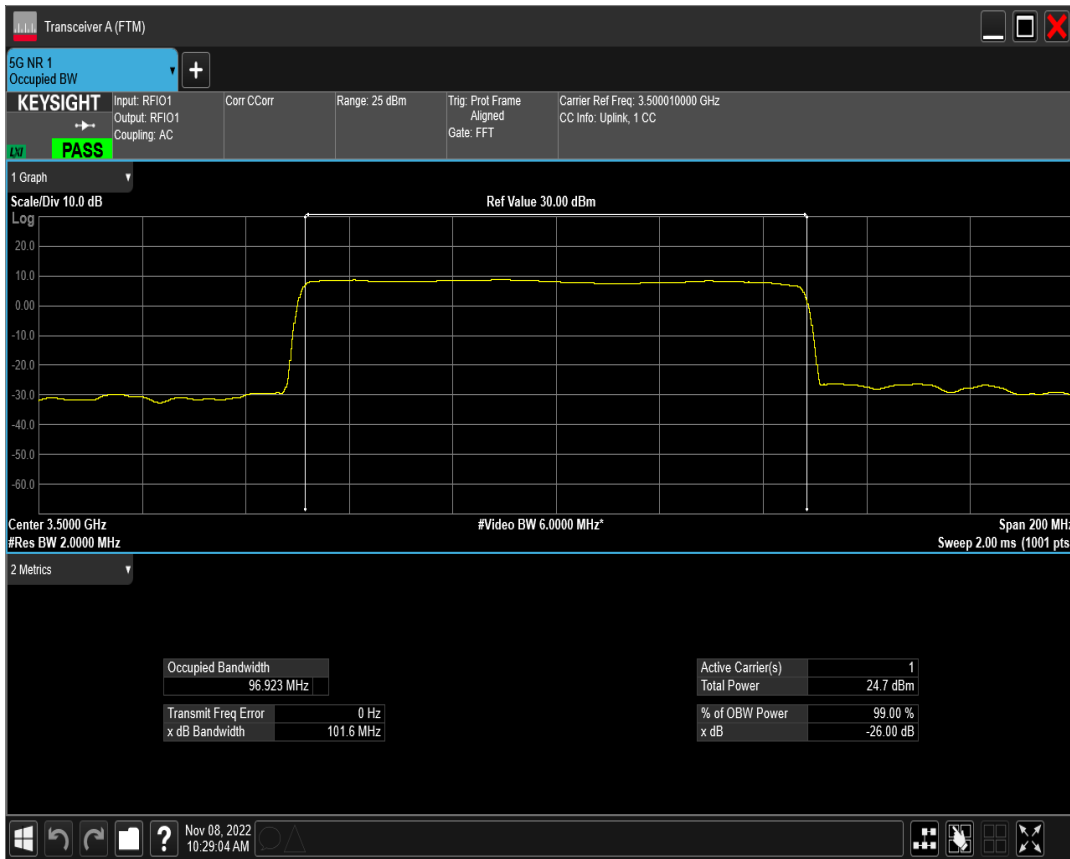 Transceiver A (FTM)
5G NR 1
Occupied BW
+
KEYSIGHT
Input: RFIO1
Output: RFIO1
Coupling: AC
Corr CCorr
Range: 25 dBm
Trig: Prot Frame
Aligned
Gate: FFT
Carrier Ref Freq: 3.500010000 GHz
CC Info: Uplink, 1 CC
LXI
PASS
1 Graph
Scale/Div 10.0 dB
Ref Value 30.00 dBm
Log
20.0
10.0
0.00
-10.0
-20.0
-30.0
-40.0
-50.0
-60.0
Center 3.5000 GHz
#Video BW 6.0000 MHz*
Span 200 MHz
#Res BW 2.0000 MHz
Sweep 2.00 ms (1001 pts
2 Metrics
Occupied Bandwidth
96.923 MHz
Transmit Freq Error 0 Hz
x dB Bandwidth 101.6 MHz
Active Carrier(s) 1
Total Power 24.7 dBm
% of OBW Power 99.00 %
x dB -26.00 dB
?
Nov 08, 2022
10:29:04 AM